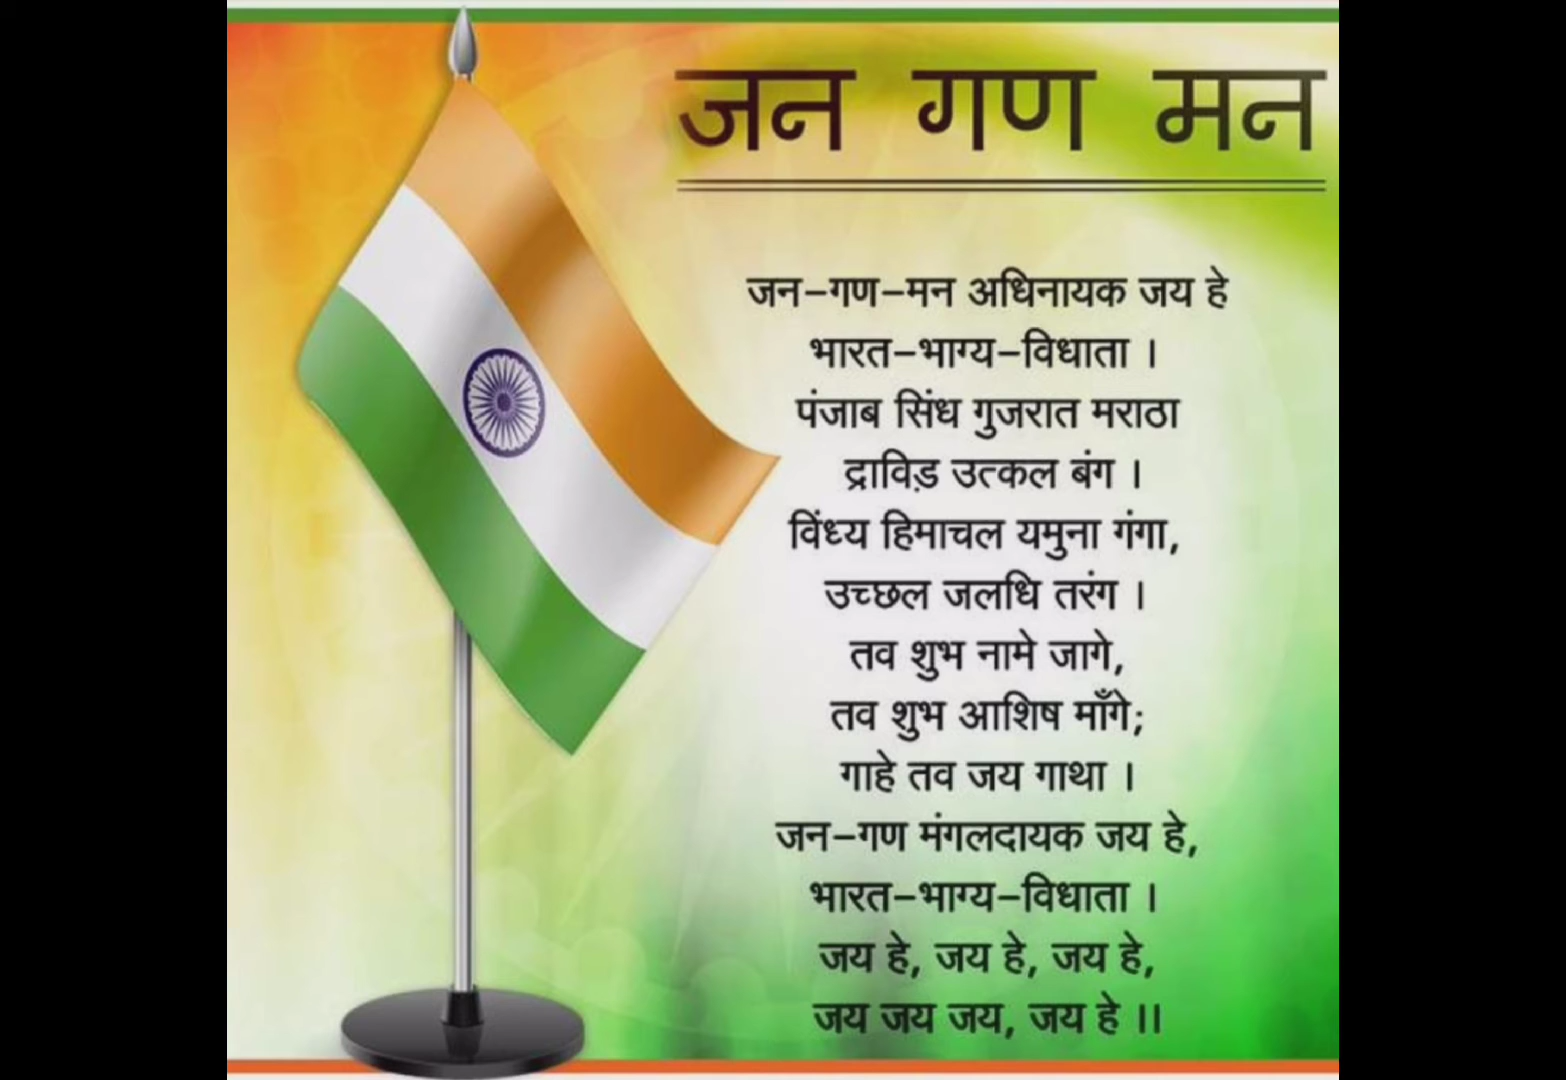 जन गण मन
जन-गण-मन अधिनायक जय हे
भारत-भाग्य-विधाता ।
पंजाब सिंध गुजरात मराठा
द्राविड़ उत्कल बंग ।
विंध्य हिमाचल यमुना गंगा,
उच्छल जलधि तरंग ।
तव शुभ नामे जागे,
तव शुभ आशिष माँगे;
गाहे तव जय गाथा ।
जन-गण मंगलदायक जय हे,
भारत-भाग्य-विधाता ।
जय हे, जय हे, जय हे,
जय जय जय, जय हे ।।